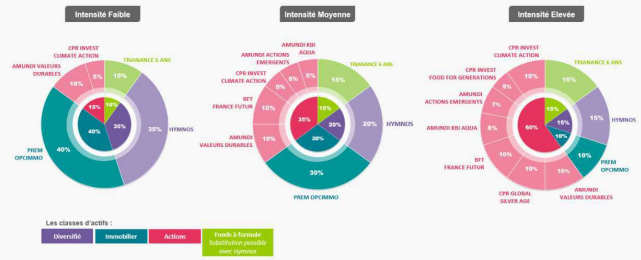 Intensité Faible
CPR INVEST
CLIMATE ACTION
AMUNDI VALEURS
DURABLES
TRIANANCE 6 ANS
HYMNOS
PREM
OPCIMMO
10%
5%
10%
35%
40%
15%
10%
35%
40%
Intensité Moyenne
AMUNDI KBI
AQUA
AMUNDI ACTIONS
EMERGENTS
CPR INVEST
CLIMATE ACTION
BFT
FRANCE FUTUR
AMUNDI
VALEURS DURABLES
TRIANANCE 6 ANS
HYMNOS
PREM OPCIMMO
5%
5%
5%
10%
10%
15%
20%
30%
35%
15%
20%
30%
Intensité Elevée
CPR INVEST
CLIMATE ACTION
CPR INVEST
FOOD FOR GENERATIONS
AMUNDI
ACTIONS EMERGENTS
AMUNDI KBI AQUA
BFT
FRANCE FUTUR
CPR GLOBAL
SILVER AGE
AMUNDI
VALEURS DURABLES
TRIANANCE 6 ANS
HYMNOS
PREM
OPCIMMO
10%
5%
7%
8%
10%
10%
10%
15%
15%
10%
60%
15%
15%
10%
Les classes d'actifs :
Diversifié
Immobilier
Actions
Fonds à formule
Substitution possible
avec Hymnos